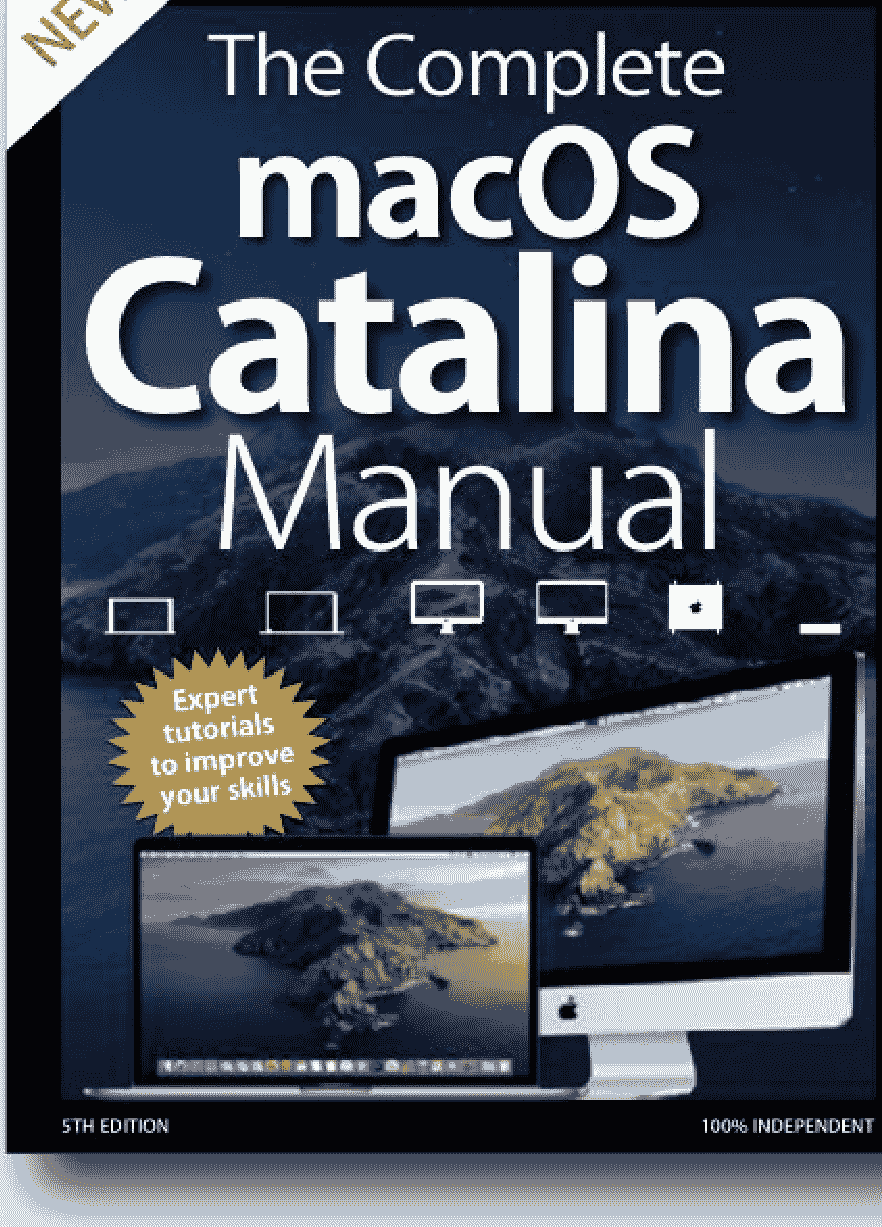 NEW
The Complete
macOS
Catalina
Manual
Expert
tutorials
to improve
your skills
5TH EDITION
100% INDEPENDENT